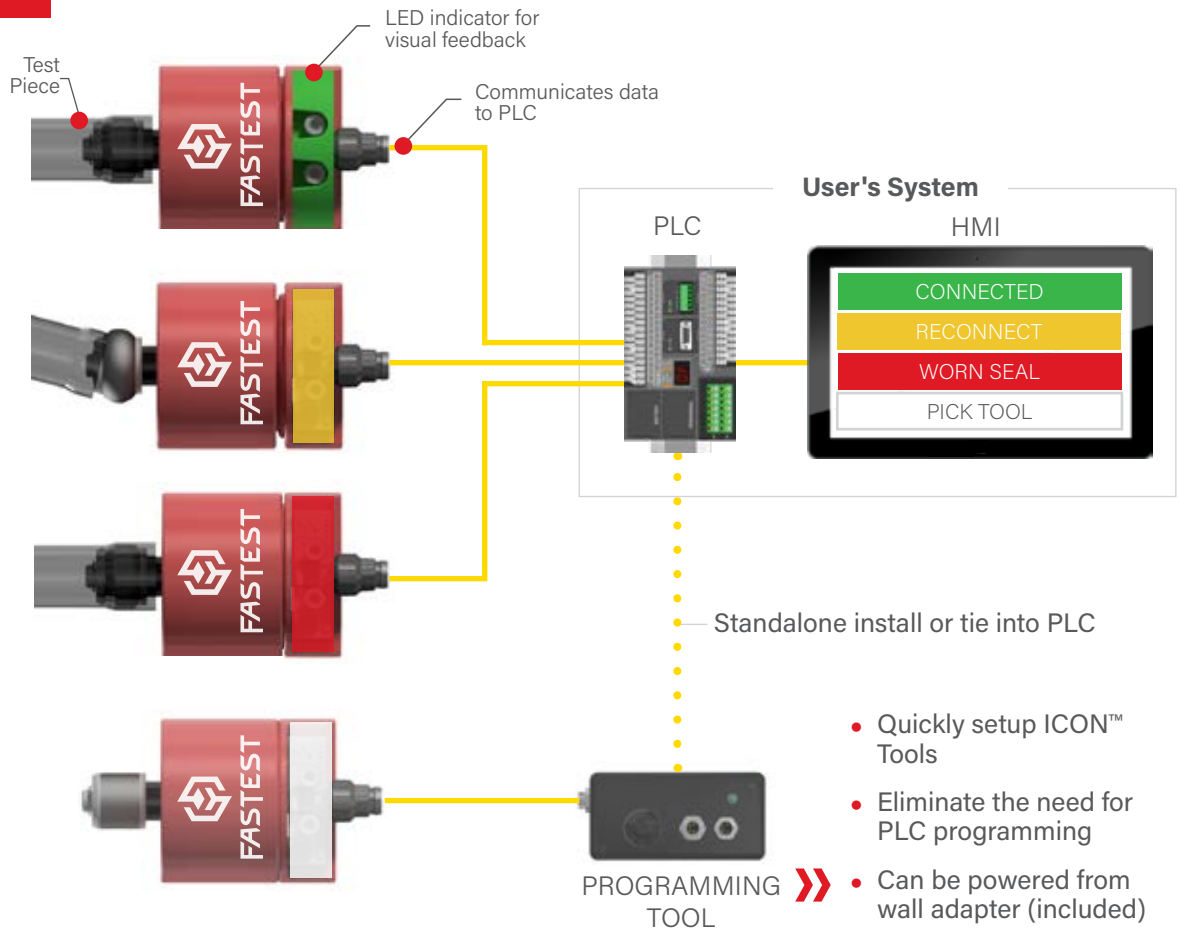 LED indicator for
visual feedback
Test
Piece
Communicates data
to PLC
FASTEST
User's System
PLC
HMI
CONNECTED
RECONNECT
WORN SEAL
PICK TOOL
FASTEST
FASTEST
Standalone install or tie into PLC
FASTEST
PROGRAMMING
TOOL
• Quickly setup ICON™
Tools
• Eliminate the need for
PLC programming
• Can be powered from
wall adapter (included)